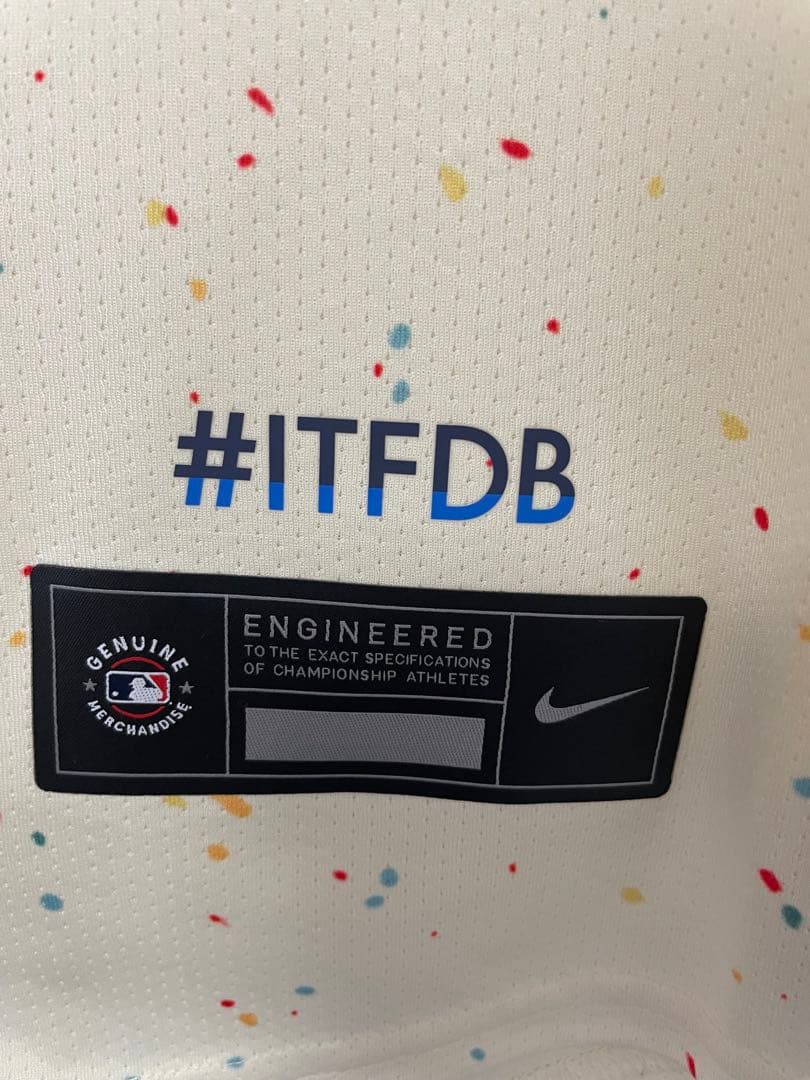 #ITFDB
GENUINE
MERCHANDISE
ENGINEERED
TO THE EXACT SPECIFICATIONS
OF CHAMPIONSHIP ATHLETES